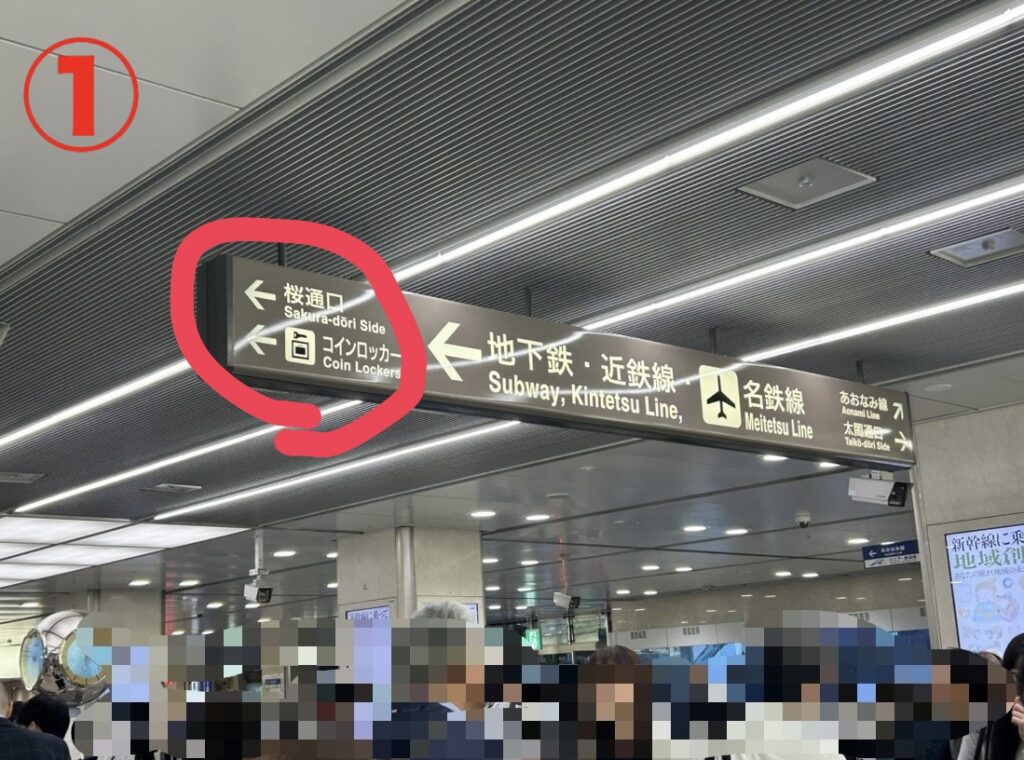 ①
← 桜通口
Sakura-dōri Side
← コインロッカー
Coin Lockers
← 地下鉄・近鉄線・
Subway, Kintetsu Line,
名鉄線
Meitetsu Line
あおなみ線 ↗
Aonami Line
太閤通口 →
Taikō-dōri Side
新幹線に乗
地域創